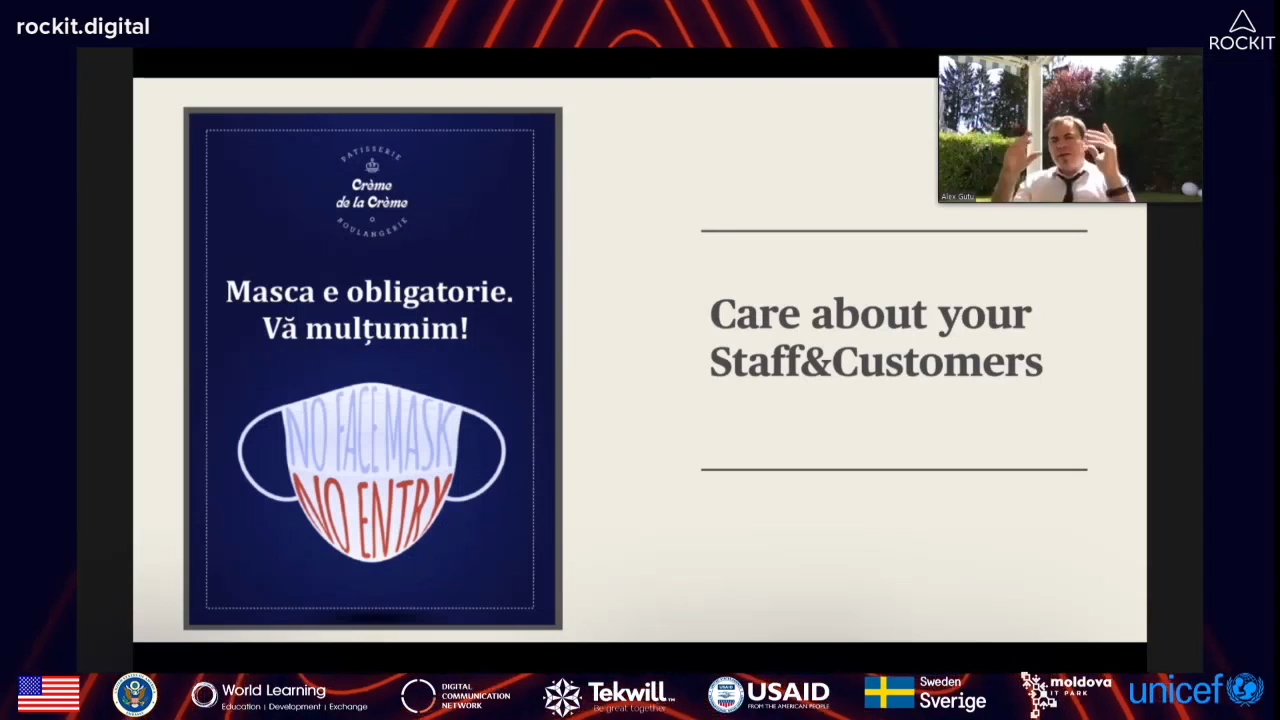 rockit.digital
ROCKIT
Alex Gutu
PATISSERIE
Crème
de la Crème
BOULANGERIE
Masca e obligatorie.
Vă mulțumim!
NO FACE MASK
NO ENTRY
Care about your
Staff&Customers
World Learning
Education | Development | Exchange
DIGITAL
COMMUNICATION
NETWORK
Tekwill™
Be great together
USAID
FROM THE AMERICAN PEOPLE
Sweden
Sverige
moldova
IT PARK
unicef